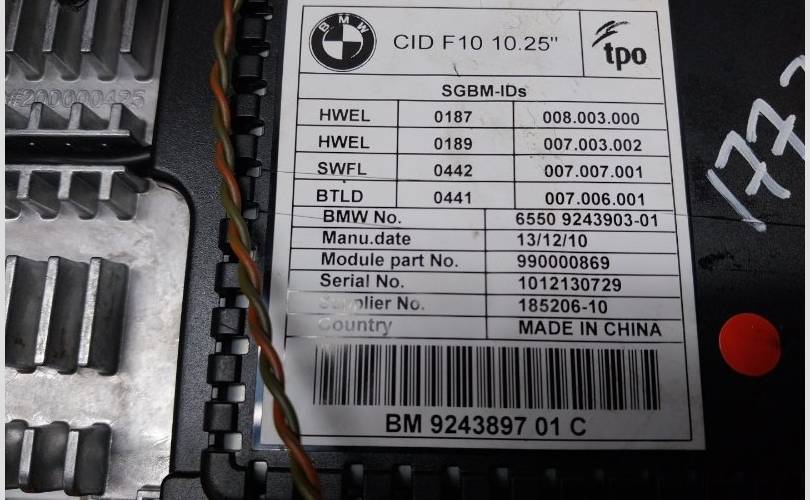 BMW
CID F10 10.25" tpo
SGBM-IDs
HWEL 0187 008.003.000
HWEL 0189 007.003.002
SWFL 0442 007.007.001
BTLD 0441 007.006.001
BMW No. 6550 9243903-01
Manu.date 13/12/10
Module part No. 990000869
Serial No. 1012130729
Supplier No. 185206-10
Country MADE IN CHINA
BM 9243897 01 C
177